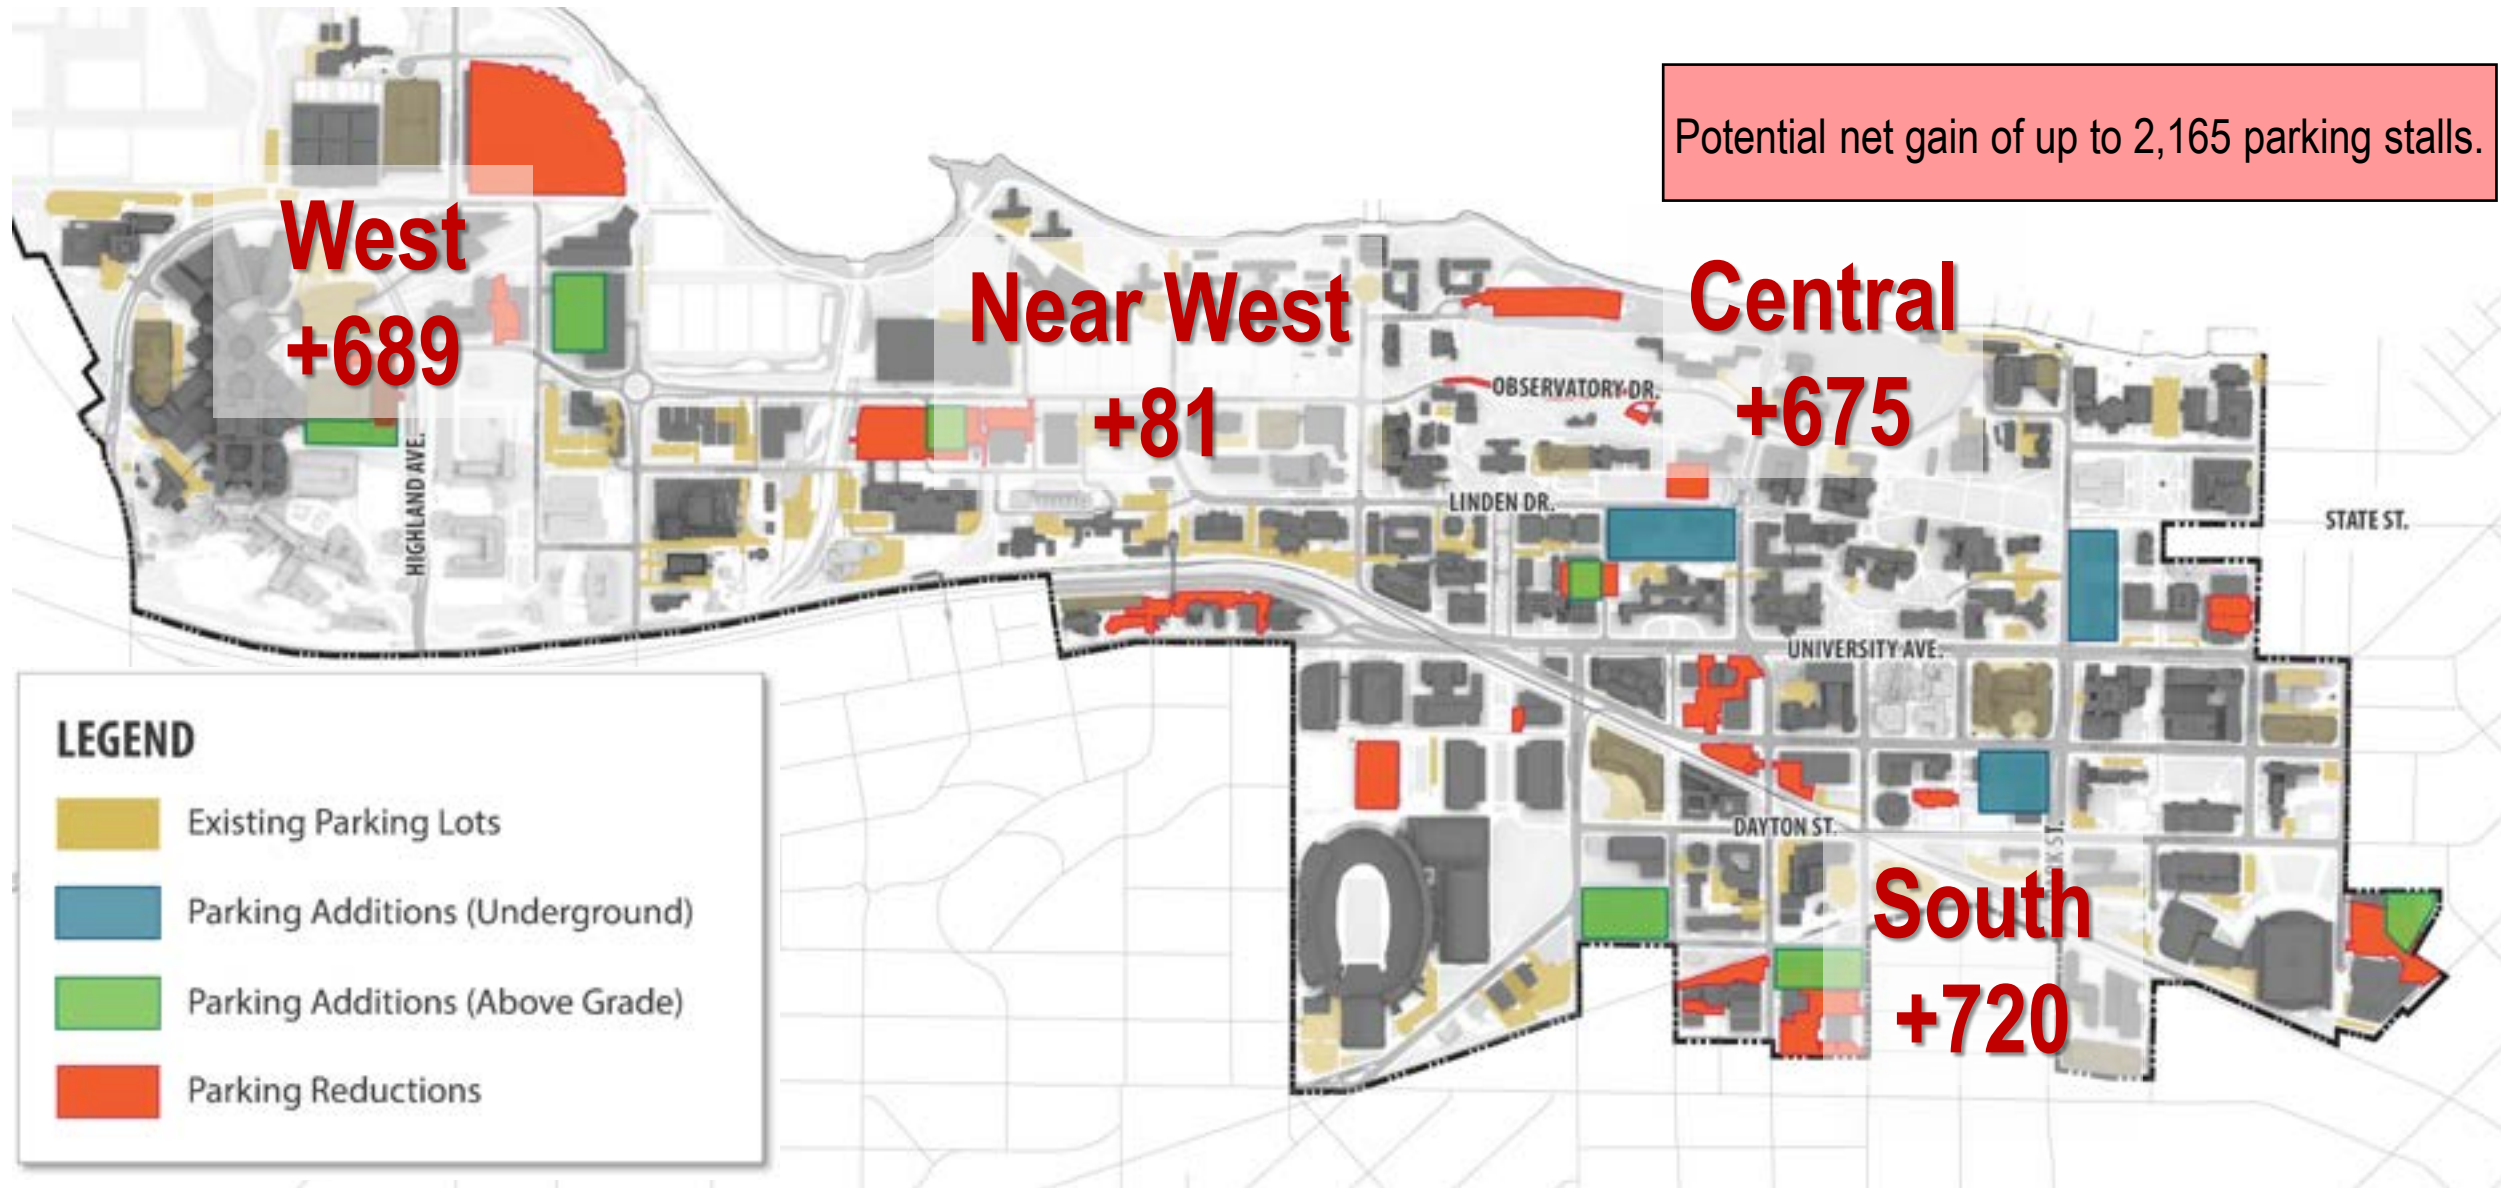 Potential net gain of up to 2,165 parking stalls.
West
+689
Near West
+81
Central
+675
OBSERVATORY DR.
LINDEN DR.
HIGHLAND AVE.
STATE ST.
UNIVERSITY AVE.
DAYTON ST.
South
+720
LEGEND
Existing Parking Lots
Parking Additions (Underground)
Parking Additions (Above Grade)
Parking Reductions